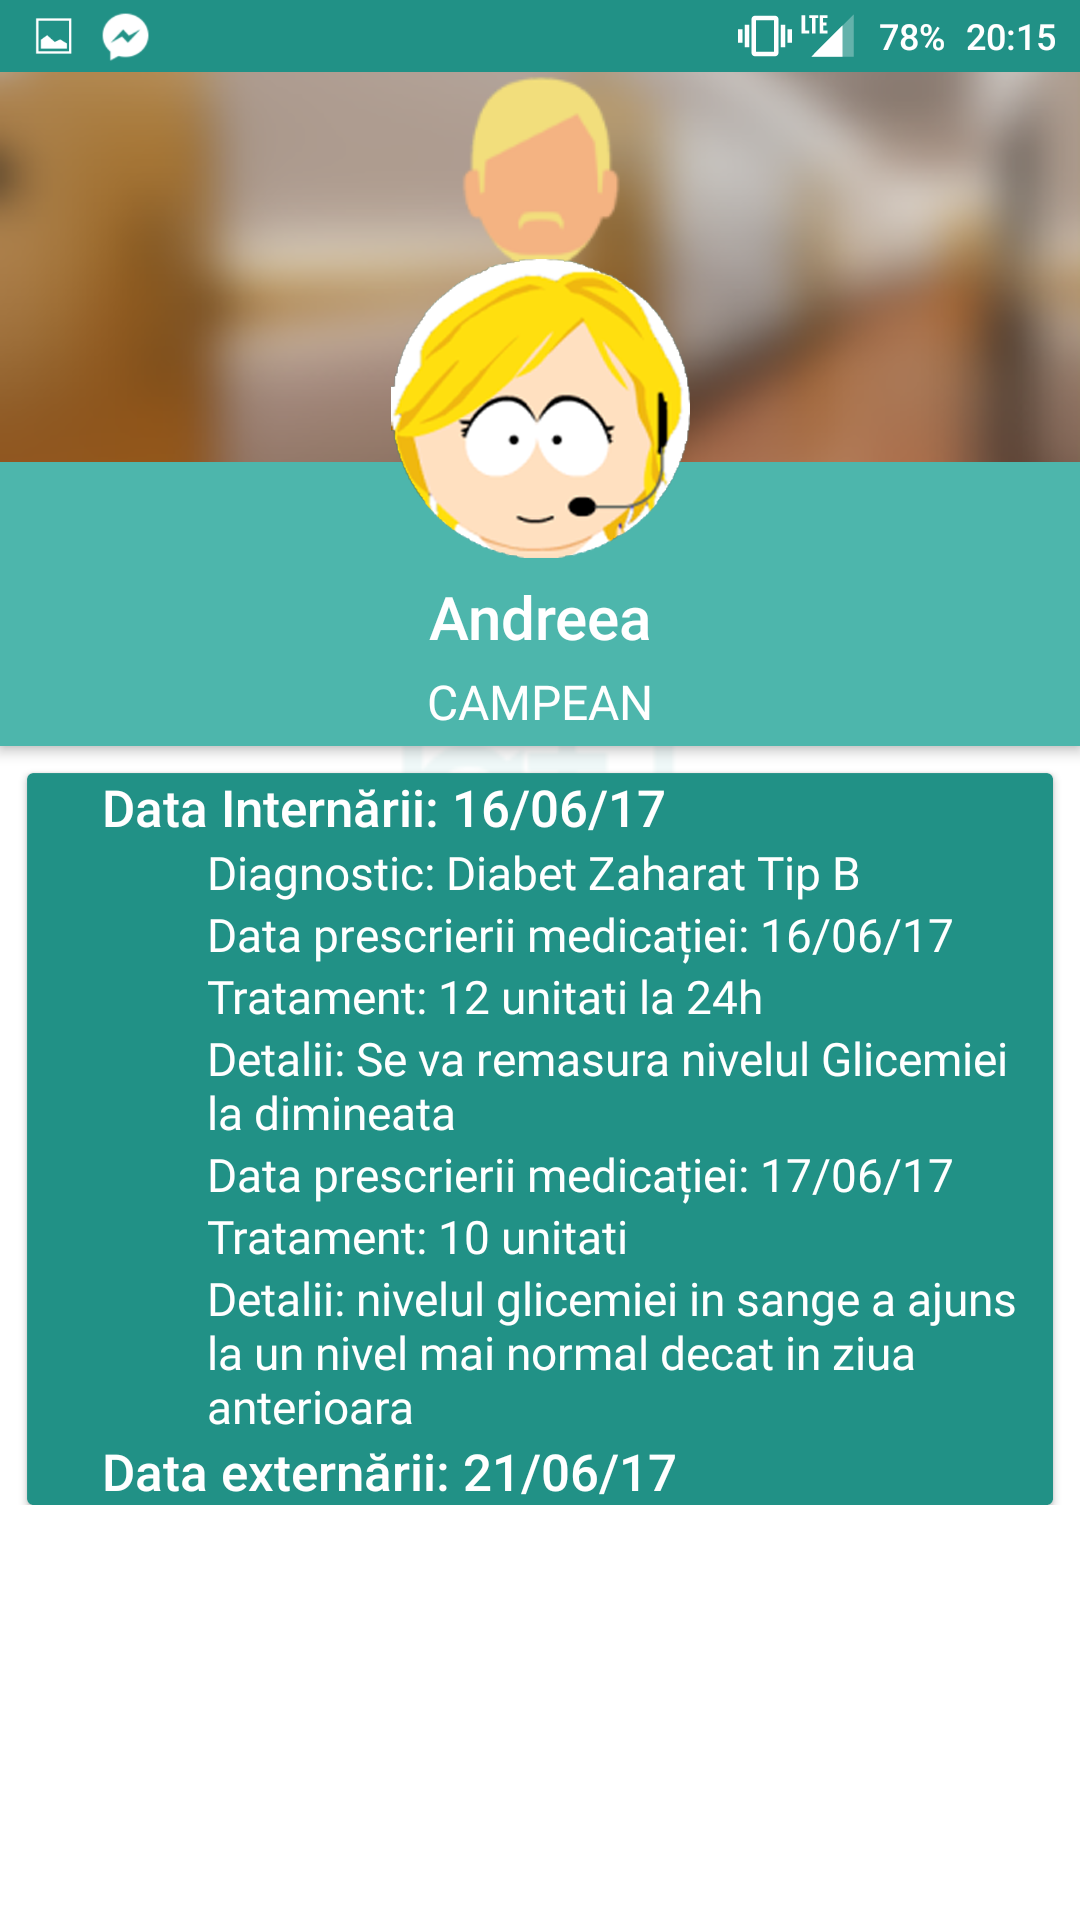 LTE 78% 20:15
Andreea
CAMPEAN
Data Internării: 16/06/17
Diagnostic: Diabet Zaharat Tip B
Data prescrierii medicației: 16/06/17
Tratament: 12 unitati la 24h
Detalii: Se va remasura nivelul Glicemiei
la dimineata
Data prescrierii medicației: 17/06/17
Tratament: 10 unitati
Detalii: nivelul glicemiei in sange a ajuns
la un nivel mai normal decat in ziua
anterioara
Data externării: 21/06/17